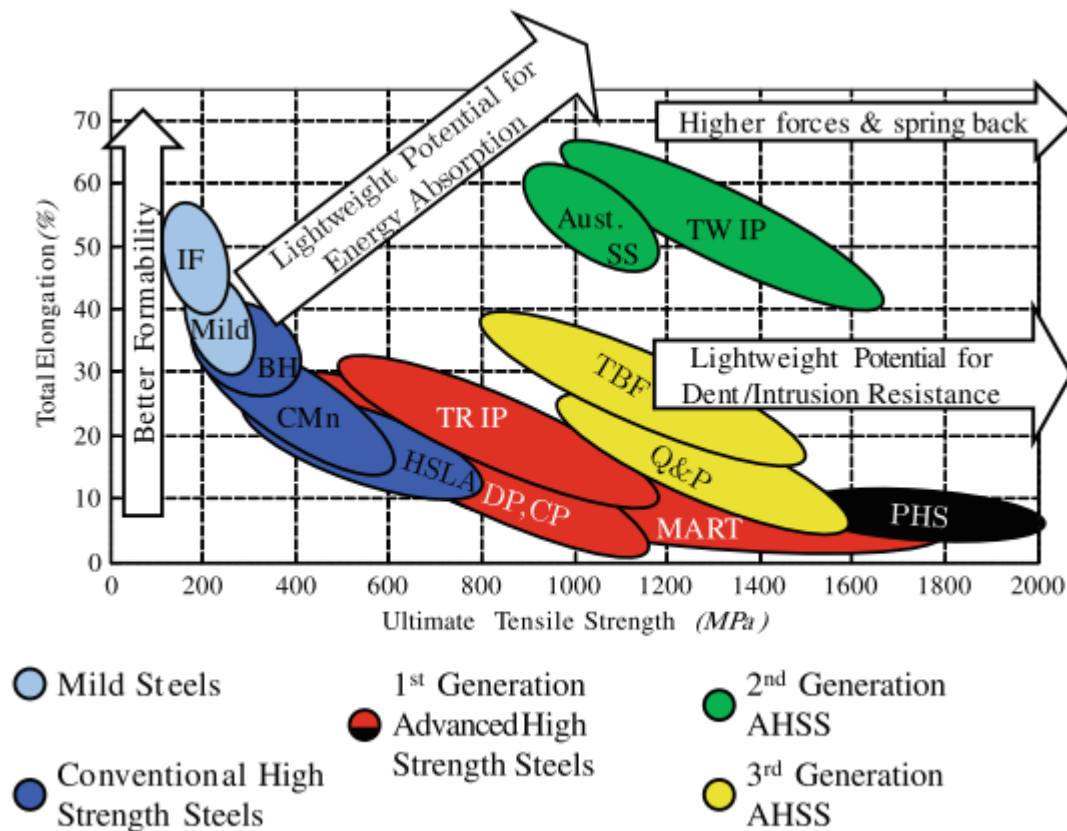 70
60
50
40
30
20
10
0
Total Elongation (%)
Better Formability
Lightweight Potential for
Energy Absorption
Higher forces & spring back
Lightweight Potential for
Dent/Intrusion Resistance
IF
Mild
BH
CMn
HSLA
DP,CP
TR IP
MART
Aust.
SS
TW IP
TBF
Q&P
PHS
0 200 400 600 800 1000 1200 1400 1600 1800 2000
Ultimate Tensile Strength (MPa)
Mild Steels
Conventional High
Strength Steels
1st Generation
Advanced High
Strength Steels
2nd Generation
AHSS
3rd Generation
AHSS